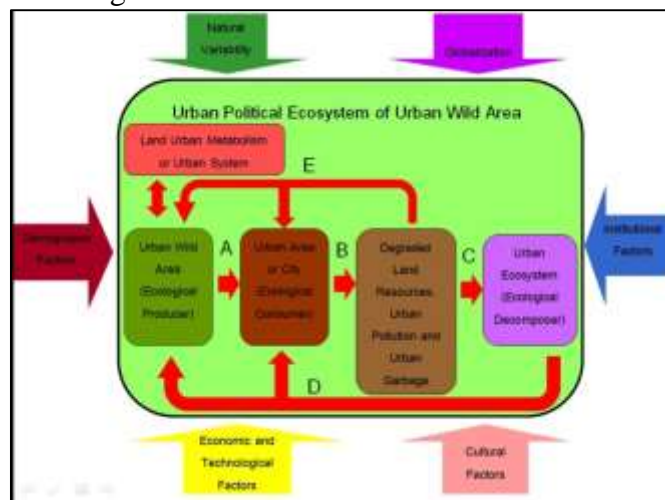 Natural
Variability
Globalization
Urban Political Ecosystem of Urban Wild Area
Land Urban Metabolism
or Urban System
E
Demographic
Factors
Urban Wild
Area
(Ecological
Producer)
A
Urban Area
or City
(Ecological
Consumer)
B
Degraded
Land
Resources,
Urban
Pollution and
Urban
Garbage
C
Urban
Ecosystem
(Ecological
Decomposer)
Institutional
Factors
D
Economic and
Technological
Factors
Cultural
Factors